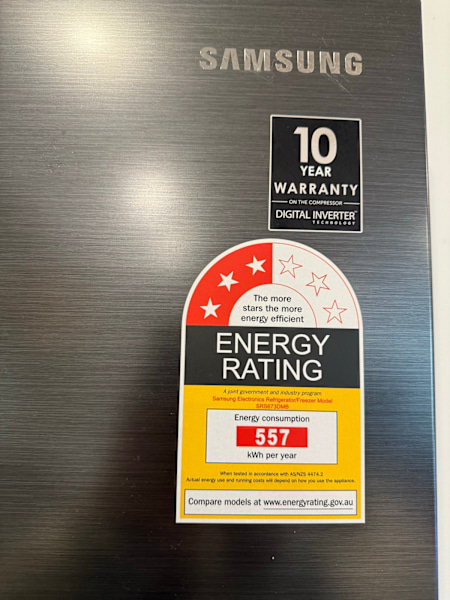 SAMSUNG
10
YEAR
WARRANTY
ON THE COMPRESSOR
DIGITAL INVERTER
TECHNOLOGY
The more
stars the more
energy efficient
ENERGY
RATING
A joint government and industry program
Samsung Electronics Refrigerator/Freezer Model
SRS673DMB
Energy consumption
557
kWh per year
When tested in accordance with AS/NZS 4474.2
Actual energy use and running costs will depend on how you use the appliance.
Compare models at www.energyrating.gov.au